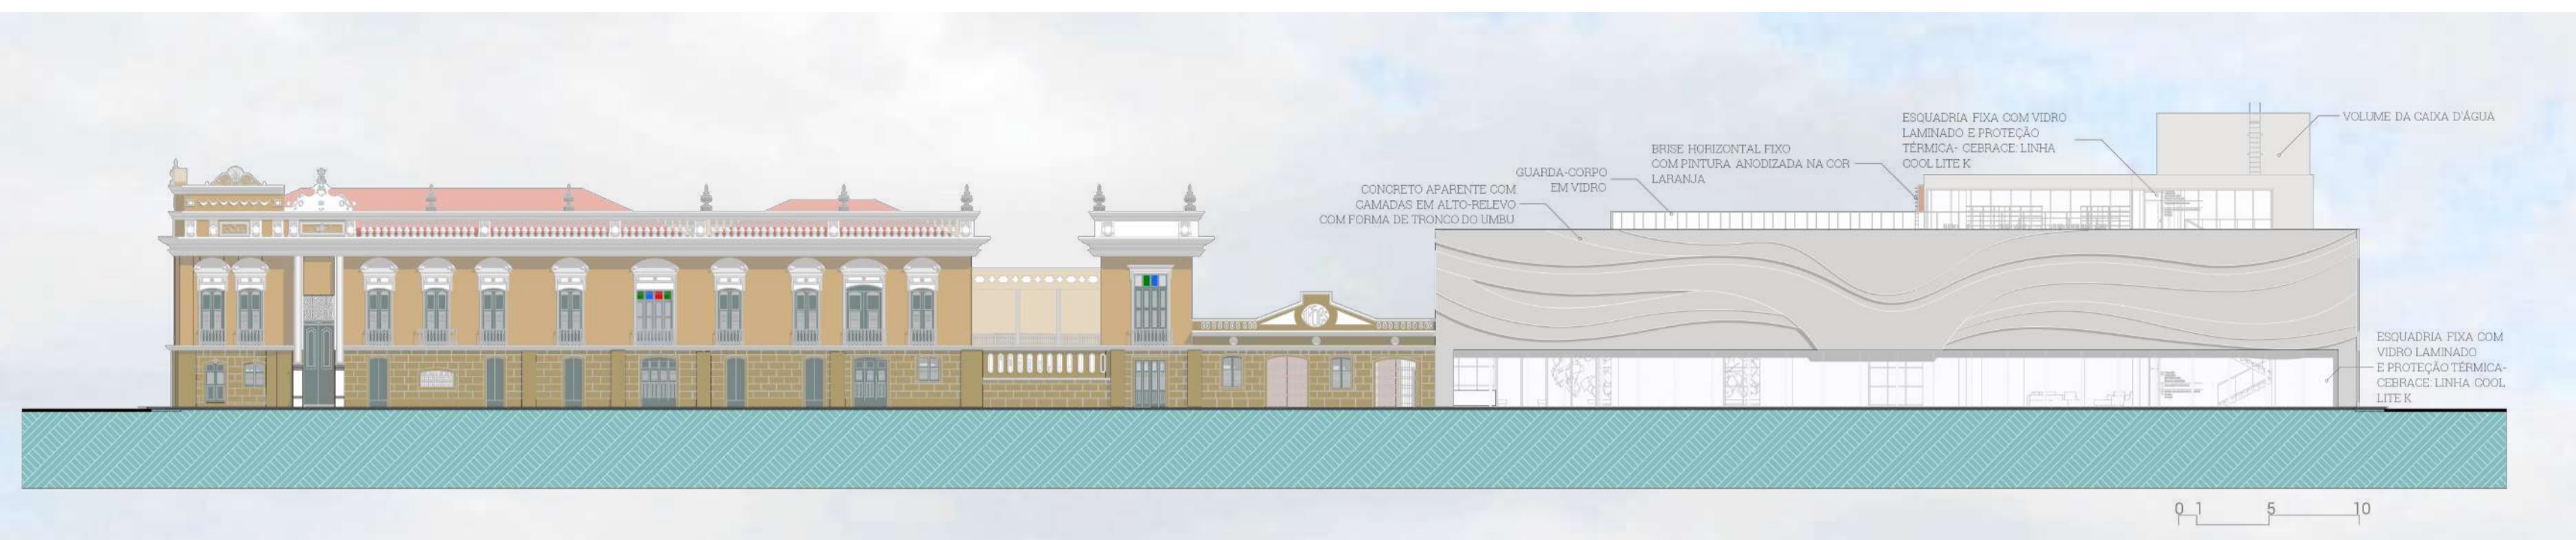 CONCRETO APARENTE COM
CAMADAS EM ALTO-RELEVO
COM FORMA DE TRONCO DO UMBU
GUARDA-CORPO
EM VIDRO
BRISE HORIZONTAL FIXO
COM PINTURA ANODIZADA NA COR
LARANJA
ESQUADRIA FIXA COM VIDRO
LAMINADO E PROTEÇÃO
TÉRMICA- CEBRACE: LINHA
COOL LITE K
VOLUME DA CAIXA D'ÁGUA
ESQUADRIA FIXA COM
VIDRO LAMINADO
E PROTEÇÃO TÉRMICA-
CEBRACE: LINHA COOL
LITE K
0 1 5 10